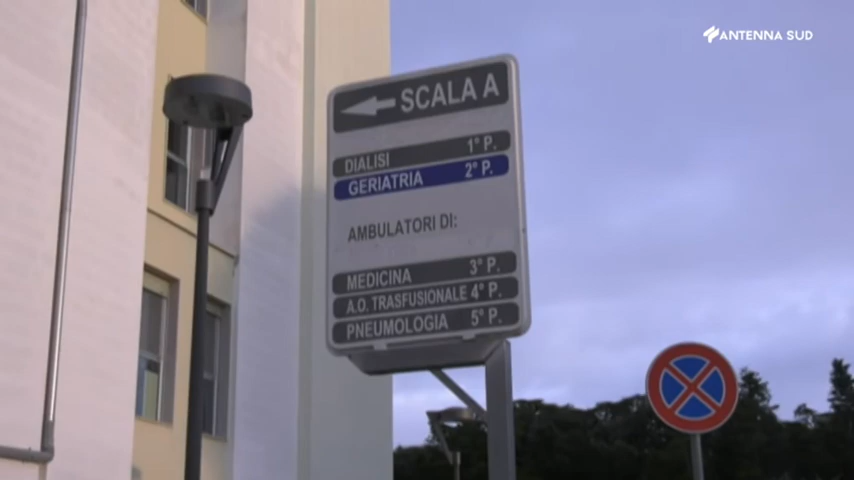 ANTENNA SUD
SCALA A
DIALISI 1° P.
GERIATRIA 2° P.
AMBULATORI DI:
MEDICINA 3° P.
A.O. TRASFUSIONALE 4° P.
PNEUMOLOGIA 5° P.